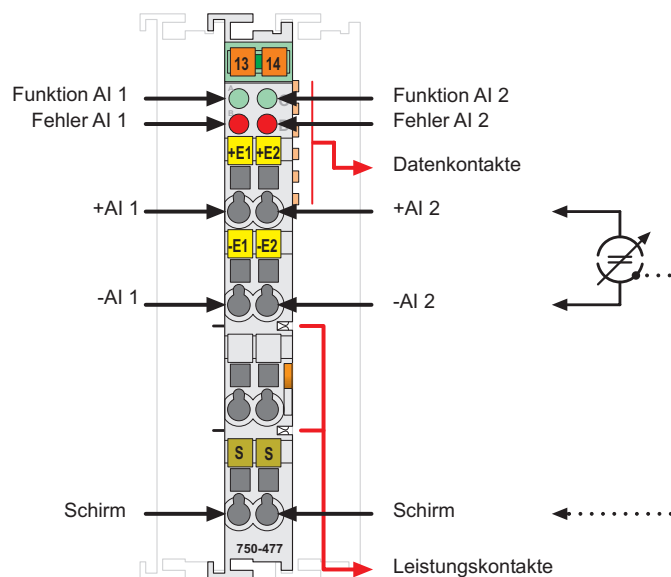 13 14
A C
Funktion AI 1 Funktion AI 2
B D
Fehler AI 1 Fehler AI 2
+E1 +E2
Datenkontakte
+AI 1 +AI 2
-E1 -E2
-AI 1 -AI 2
S S
Schirm Schirm
750-477
Leistungskontakte